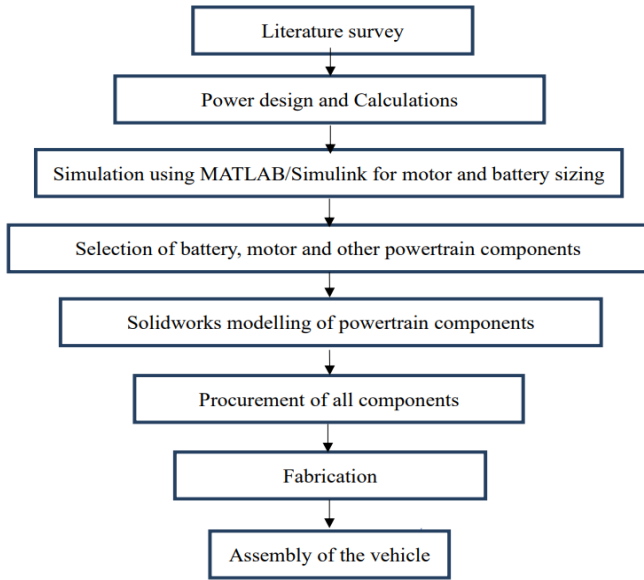 Literature survey
Power design and Calculations
Simulation using MATLAB/Simulink for motor and battery sizing
Selection of battery, motor and other powertrain components
Solidworks modelling of powertrain components
Procurement of all components
Fabrication
Assembly of the vehicle